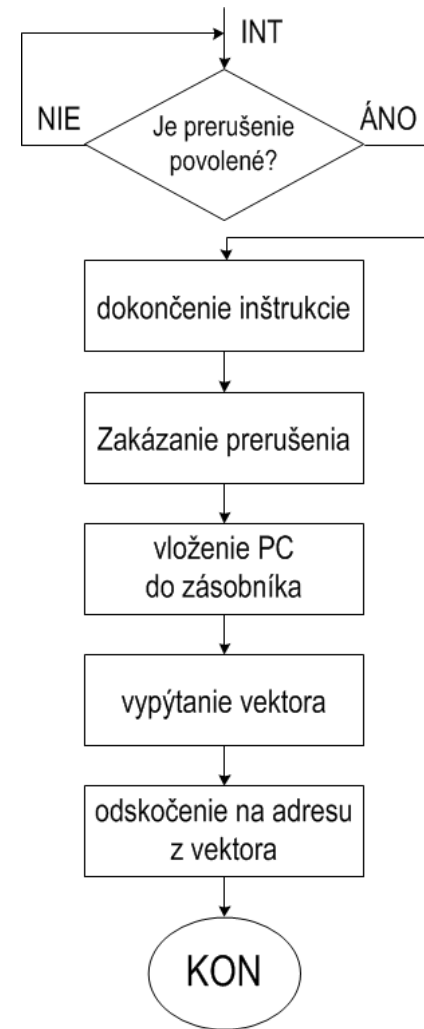 INT
NIE
Je prerušenie
povolené?
ÁNO
dokončenie inštrukcie
Zakázanie prerušenia
vloženie PC
do zásobníka
vypýtanie vektora
odskočenie na adresu
z vektora
KON